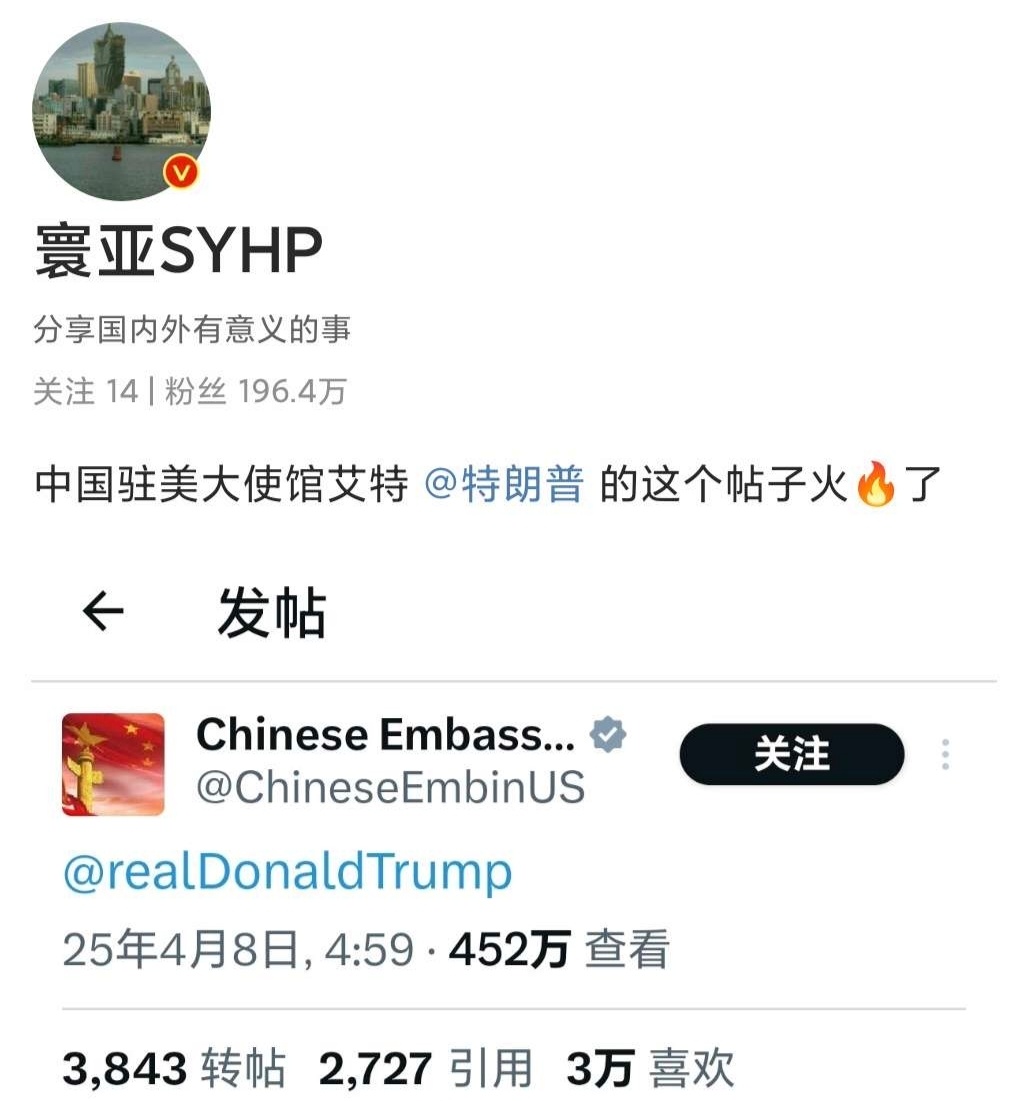 寰亚SYHP
分享国内外有意义的事
关注 14 | 粉丝 196.4万
中国驻美大使馆艾特 @特朗普 的这个帖子火🔥了
发帖
Chinese Embass...
关注
@ChineseEmbinUS
@realDonaldTrump
25年4月8日, 4:59 · 452万 查看
3,843 转帖 2,727 引用 3万 喜欢